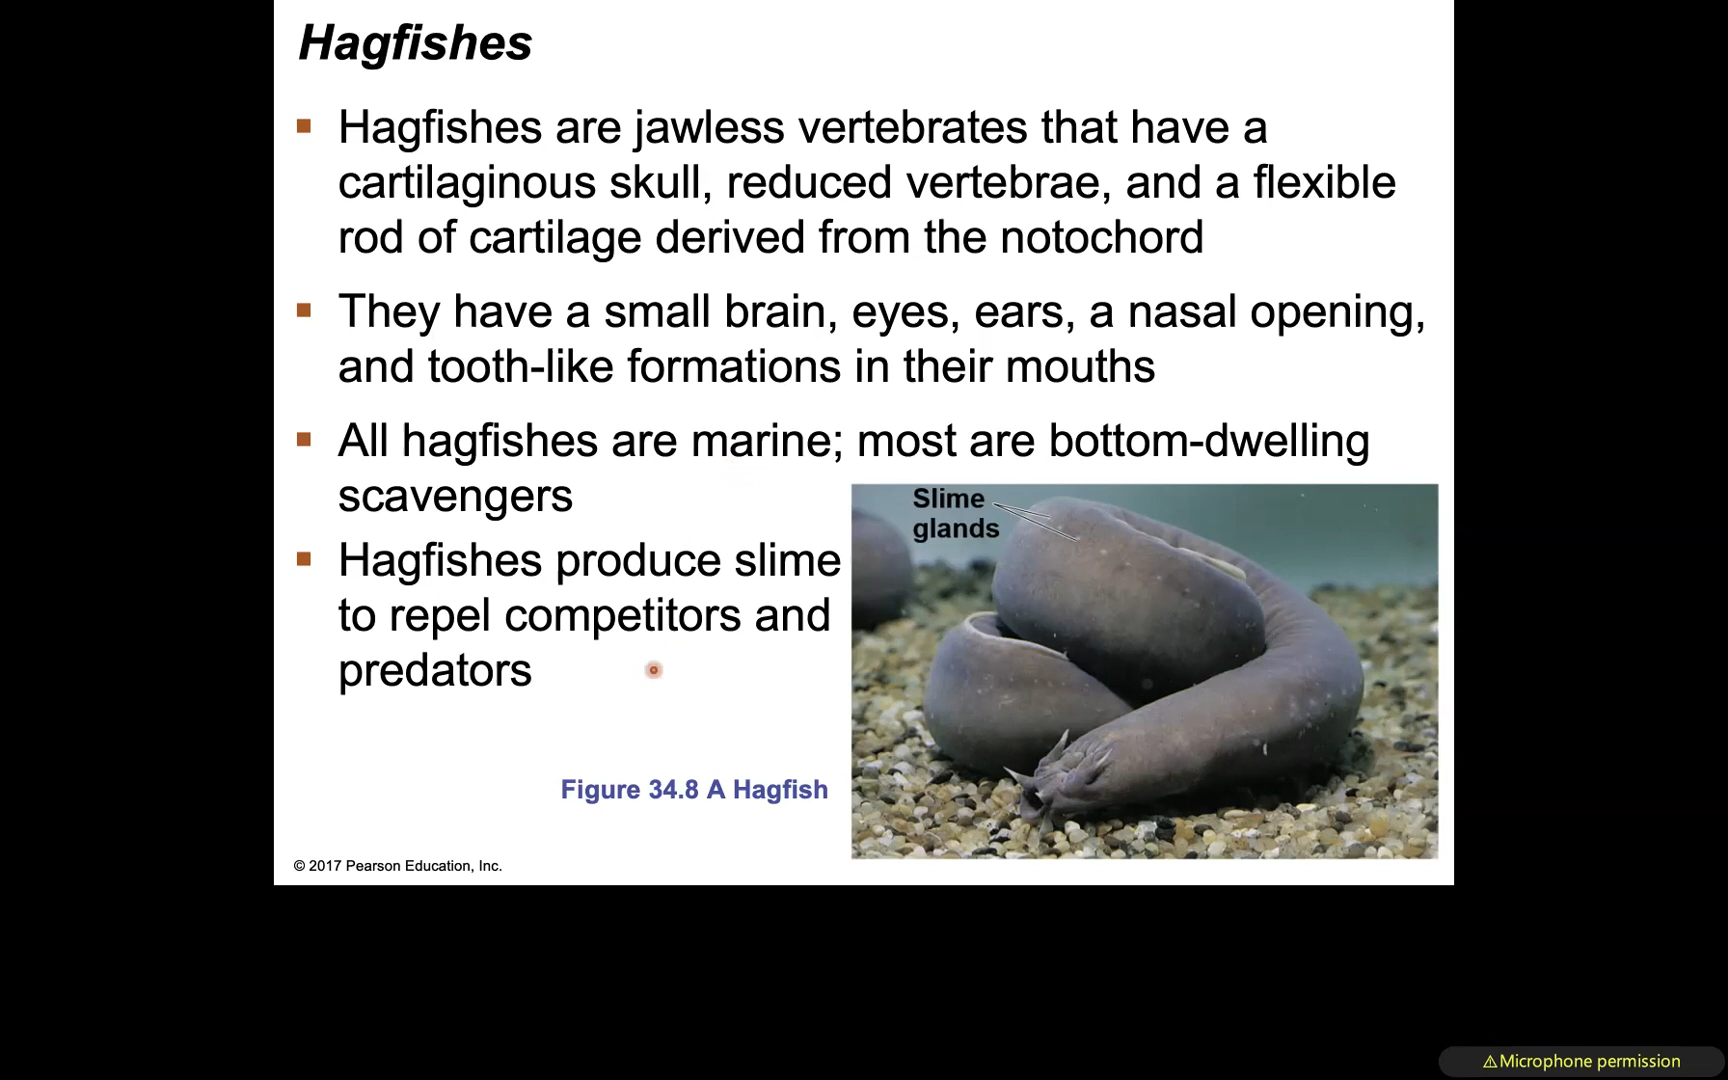 Hagfishes
Hagfishes are jawless vertebrates that have a
cartilaginous skull, reduced vertebrae, and a flexible
rod of cartilage derived from the notochord
They have a small brain, eyes, ears, a nasal opening,
and tooth-like formations in their mouths
All hagfishes are marine; most are bottom-dwelling
scavengers
Hagfishes produce slime
to repel competitors and
predators
Slime
glands
Figure 34.8 A Hagfish
© 2017 Pearson Education, Inc.
⚠Microphone permission